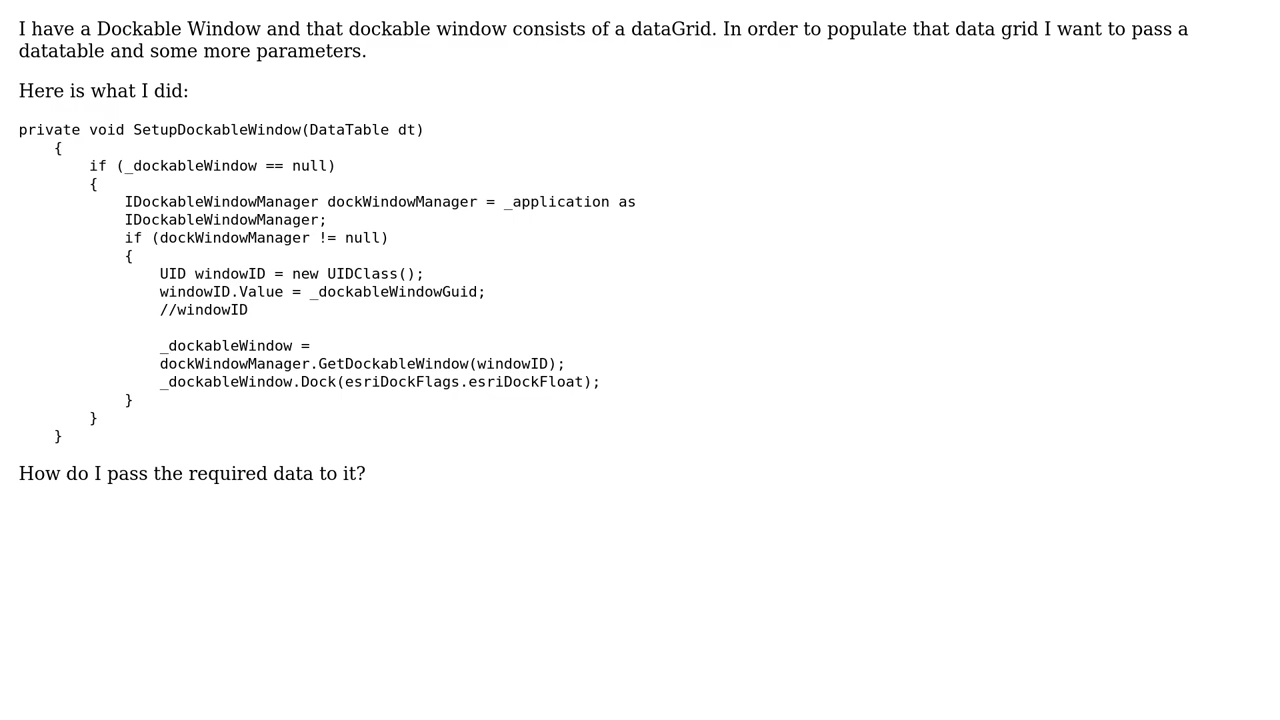 I have a Dockable Window and that dockable window consists of a dataGrid. In order to populate that data grid I want to pass a
datatable and some more parameters.
Here is what I did:
private void SetupDockableWindow(DataTable dt)
    {
        if (_dockableWindow == null)
        {
            IDockableWindowManager dockWindowManager = _application as
            IDockableWindowManager;
            if (dockWindowManager != null)
            {
                UID windowID = new UIDClass();
                windowID.Value = _dockableWindowGuid;
                //windowID
                _dockableWindow =
                dockWindowManager.GetDockableWindow(windowID);
                _dockableWindow.Dock(esriDockFlags.esriDockFloat);
            }
        }
    }
How do I pass the required data to it?